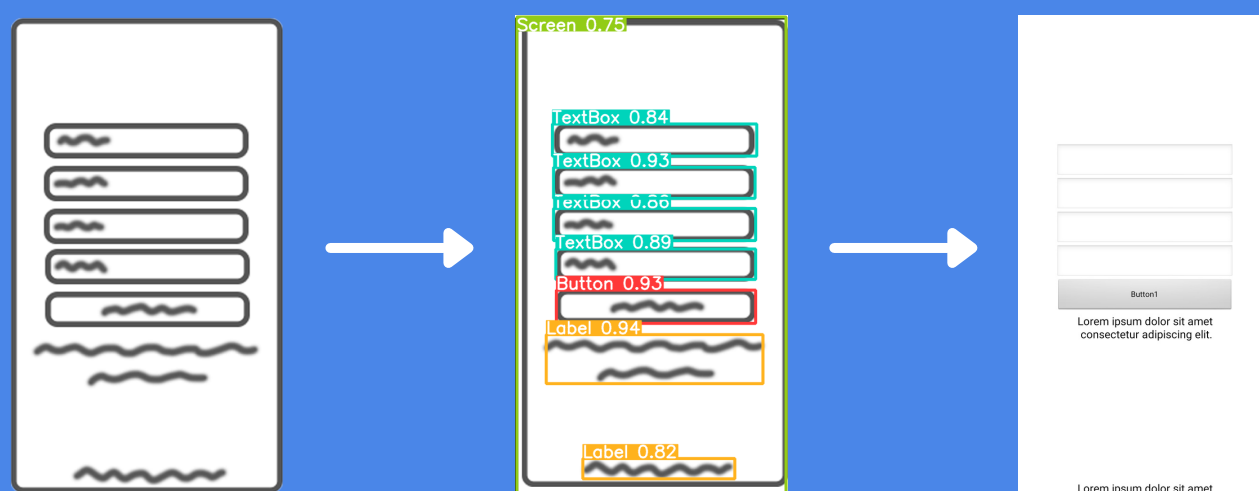 Screen 0.75
TextBox 0.84
TextBox 0.93
TextBox 0.86
TextBox 0.89
Button 0.93
Label 0.94
Label 0.82
Button1
Lorem ipsum dolor sit amet
consectetur adipiscing elit.
Lorem ipsum dolor sit amet